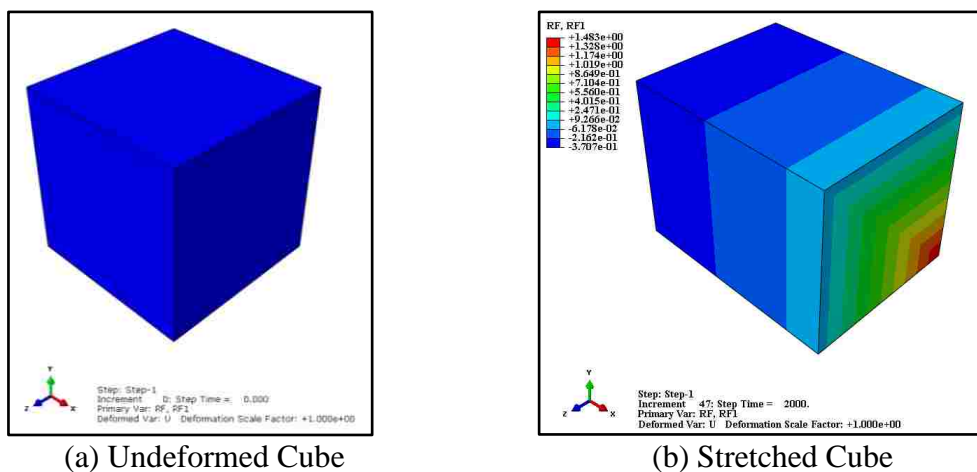 Y
Z
X
Step: Step-1
Increment 0: Step Time = 0.000
Primary Var: RF, RF1
Deformed Var: U Deformation Scale Factor: +1.000e+00
(a) Undeformed Cube
RF, RF1
+1.483e+00
+1.328e+00
+1.174e+00
+1.019e+00
+8.649e-01
+7.104e-01
+5.560e-01
+4.015e-01
+2.471e-01
+9.266e-02
-6.178e-02
-2.162e-01
-3.707e-01
Y
Z
X
Step: Step-1
Increment 47: Step Time = 2000.
Primary Var: RF, RF1
Deformed Var: U Deformation Scale Factor: +1.000e+00
(b) Stretched Cube